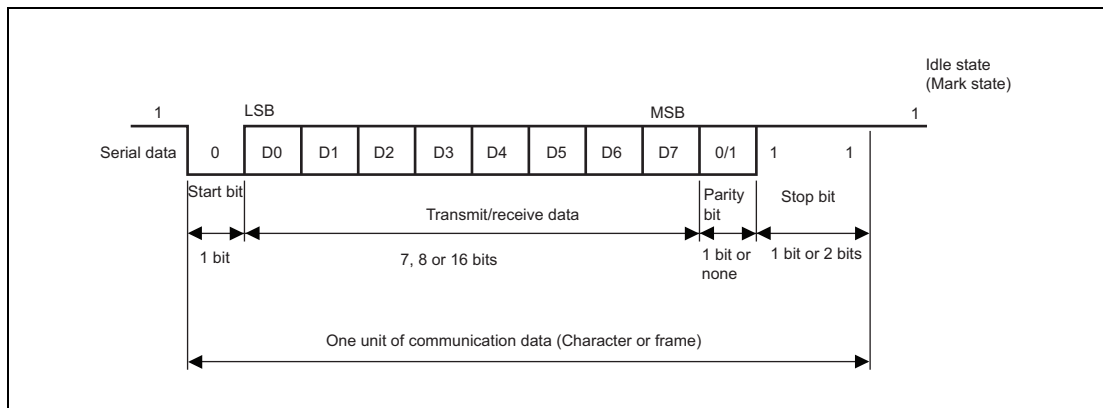 Idle state
(Mark state)
1 LSB MSB 1
Serial data 0 D0 D1 D2 D3 D4 D5 D6 D7 0/1 1 1
Start bit
Transmit/receive data
Parity
bit
Stop bit
1 bit
7, 8 or 16 bits
1 bit or
none
1 bit or 2 bits
One unit of communication data (Character or frame)